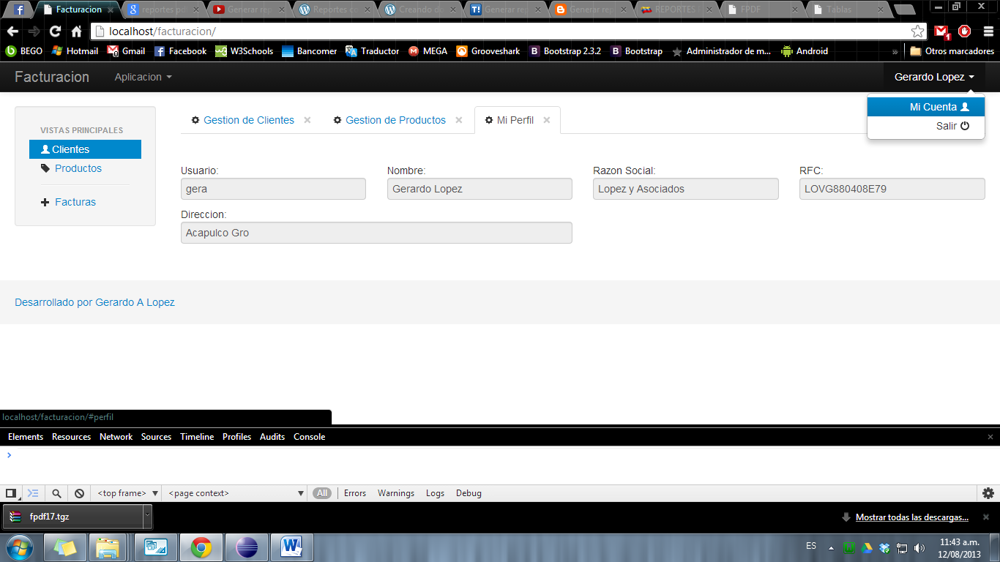 Facturacion reportes pd Generar rep Reportes co Creando d Generar re Generar rep REPORTES FPDF Tablas
localhost/facturacion/
1
BEGO Hotmail Gmail Facebook W3Schools Bancomer Traductor MEGA Grooveshark Bootstrap 2.3.2 Bootstrap Administrador de m... Android » Otros marcadores
Facturacion Aplicacion Gerardo Lopez
Mi Cuenta
Salir
VISTAS PRINCIPALES
Clientes
Productos
Facturas
Gestion de Clientes × Gestion de Productos × Mi Perfil ×
Usuario: Nombre: Razon Social: RFC:
gera Gerardo Lopez Lopez y Asociados LOVG880408E79
Direccion:
Acapulco Gro
Desarrollado por Gerardo A Lopez
localhost/facturacion/#perfil
Elements Resources Network Sources Timeline Profiles Audits Console ×
>
<top frame> <page context> All Errors Warnings Logs Debug
fpdf17.tgz Mostrar todas las descargas...
ES 11:43 a.m.
12/08/2013